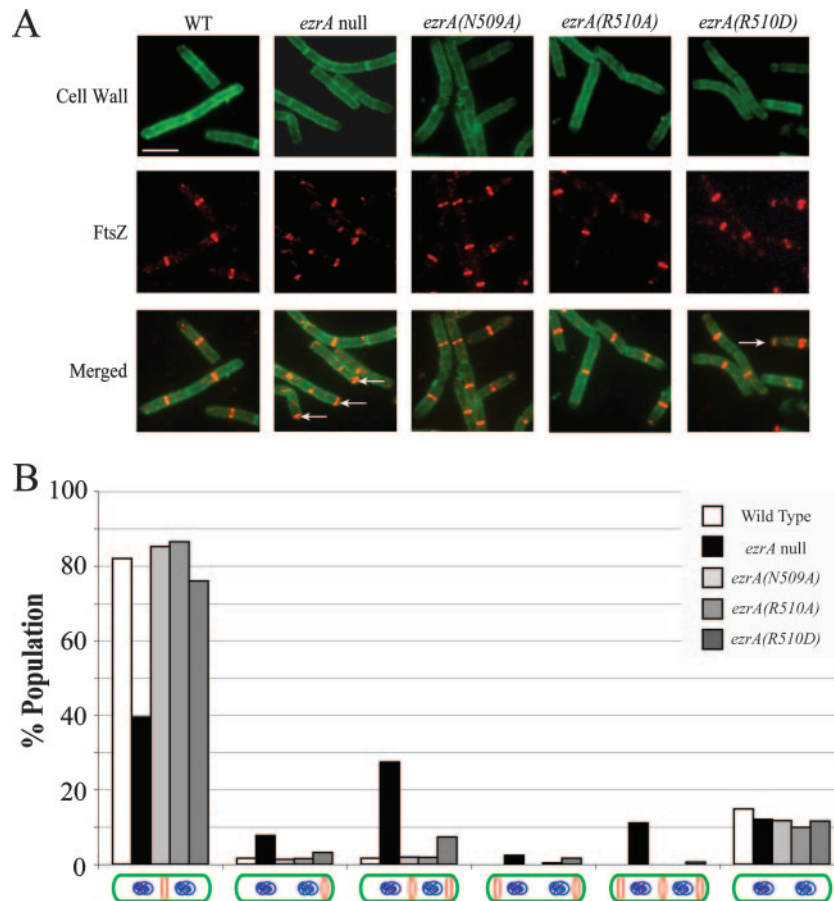 A
WT
ezrA null
ezrA(N509A)
ezrA(R510A)
ezrA(R510D)
Cell Wall
FtsZ
Merged
B
% Population
100
80
60
40
20
0
Wild Type
ezrA null
ezrA(N509A)
ezrA(R510A)
ezrA(R510D)